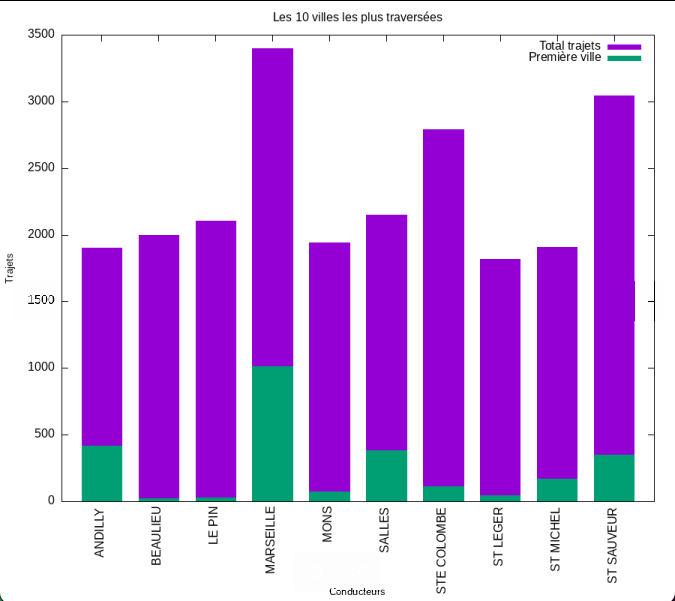 Les 10 villes les plus traversées
3500
3000
2500
2000
1500
1000
500
0
Trajets
Total trajets
Première ville
ANDILLY
BEAULIEU
LE PIN
MARSEILLE
MONS
SALLES
STE COLOMBE
ST LEGER
ST MICHEL
ST SAUVEUR
Conducteurs